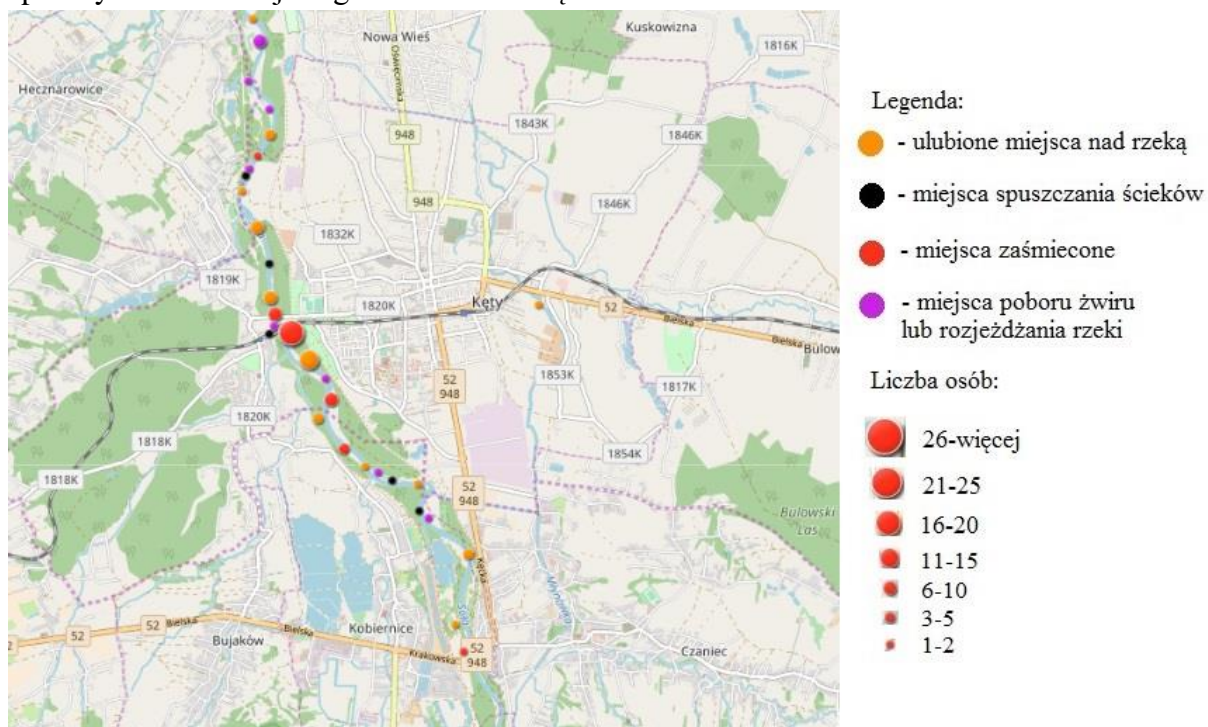 Nowa Wieś
Kuskowizna
1816K
Hecznarowice
Oświęcimska
1843K
1846K
948
948
1846K
1832K
1819K
1820K
Kęty
52
Bielska
Bielska
Bulow
1853K
52
948
1817K
1820K
1818K
1854K
1818K
52
948
Bulowski
Las
Kęcka
Młynówka
Soła
52
52
Bielska
Bielska
Bujaków
Kobiernice
Krakowska
52
948
Czaniec
Legenda:
- ulubione miejsca nad rzeką
- miejsca spuszczania ścieków
- miejsca zaśmiecone
- miejsca poboru żwiru
lub rozjeżdżania rzeki
Liczba osób:
26-więcej
21-25
16-20
11-15
6-10
3-5
1-2